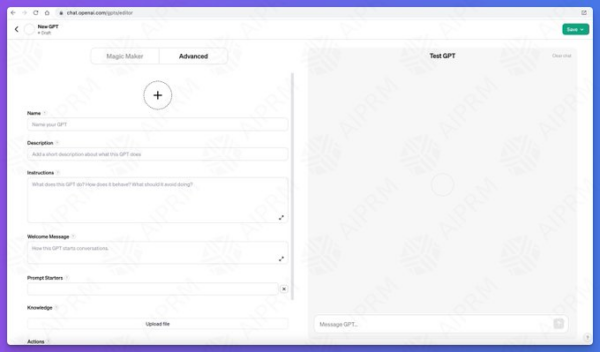 chat.openai.com/gpts/editor
New GPT
Draft
Save
Magic Maker
Advanced
Test GPT
Clear chat
+
Name
Name your GPT
Description
Add a short description about what this GPT does
Instructions
What does this GPT do? How does it behave? What should it avoid doing?
Welcome Message
How this GPT starts conversations.
Prompt Starters
Knowledge
Upload file
Actions
Message GPT...
AIPRM